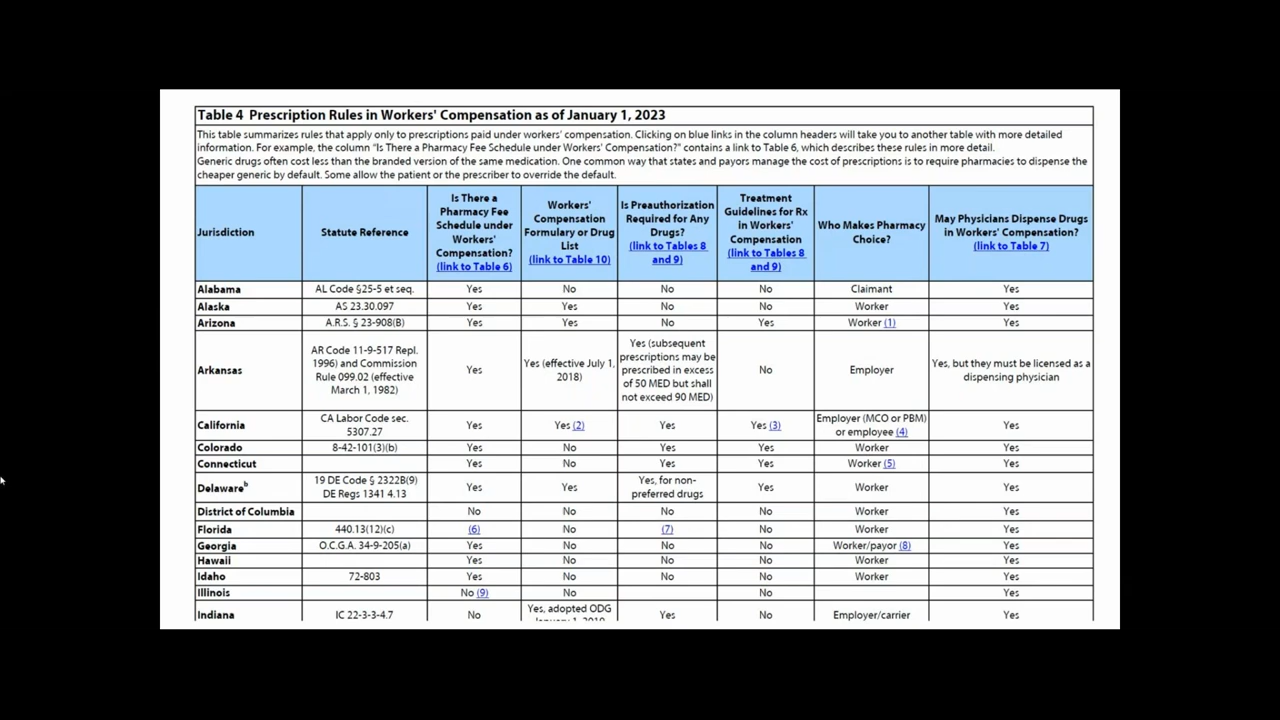 Table 4 Prescription Rules in Workers' Compensation as of January 1, 2023
This table summarizes rules that apply only to prescriptions paid under workers' compensation. Clicking on blue links in the column headers will take you to another table with more detailed
information. For example, the column "Is There a Pharmacy Fee Schedule under Workers' Compensation?" contains a link to Table 6, which describes these rules in more detail.
Generic drugs often cost less than the branded version of the same medication. One common way that states and payors manage the cost of prescriptions is to require pharmacies to dispense the
cheaper generic by default. Some allow the patient or the prescriber to override the default.
Jurisdiction
Statute Reference
Is There a
Pharmacy Fee
Schedule under
Workers'
Compensation?
(link to Table 6)
Workers'
Compensation
Formulary or Drug
List
(link to Table 10)
Is Preauthorization
Required for Any
Drugs?
(link to Tables 8
and 9)
Treatment
Guidelines for Rx
in Workers'
Compensation
(link to Tables 8
and 9)
Who Makes Pharmacy
Choice?
May Physicians Dispense Drugs
in Workers' Compensation?
(link to Table 7)
Alabama AL Code §25-5 et seq. Yes No No No Claimant Yes
Alaska AS 23.30.097 Yes Yes No No Worker Yes
Arizona A.R.S. § 23-908(B) Yes Yes No Yes Worker (1) Yes
Arkansas
AR Code 11-9-517 Repl.
1996) and Commission
Rule 099.02 (effective
March 1, 1982)
Yes
Yes (effective July 1,
2018)
Yes (subsequent
prescriptions may be
prescribed in excess
of 50 MED but shall
not exceed 90 MED)
No
Employer
Yes, but they must be licensed as a
dispensing physician
California
CA Labor Code sec.
5307.27
Yes
Yes (2)
Yes
Yes (3)
Employer (MCO or PBM)
or employee (4)
Yes
Colorado 8-42-101(3)(b) Yes No Yes Yes Worker Yes
Connecticut Yes No Yes Yes Worker (5) Yes
Delaware b
19 DE Code § 2322B(9)
DE Regs 1341 4.13
Yes
Yes
Yes, for non-
preferred drugs
Yes
Worker
Yes
District of Columbia No No No No Worker Yes
Florida 440.13(12)(c) (6) No (7) No Worker Yes
Georgia O.C.G.A. 34-9-205(a) Yes No No No Worker/payor (8) Yes
Hawaii Yes No No No Worker Yes
Idaho 72-803 Yes No No No Worker Yes
Illinois No (9) No No Yes
Indiana IC 22-3-3-4.7 No Yes, adopted ODG Yes No Employer/carrier Yes